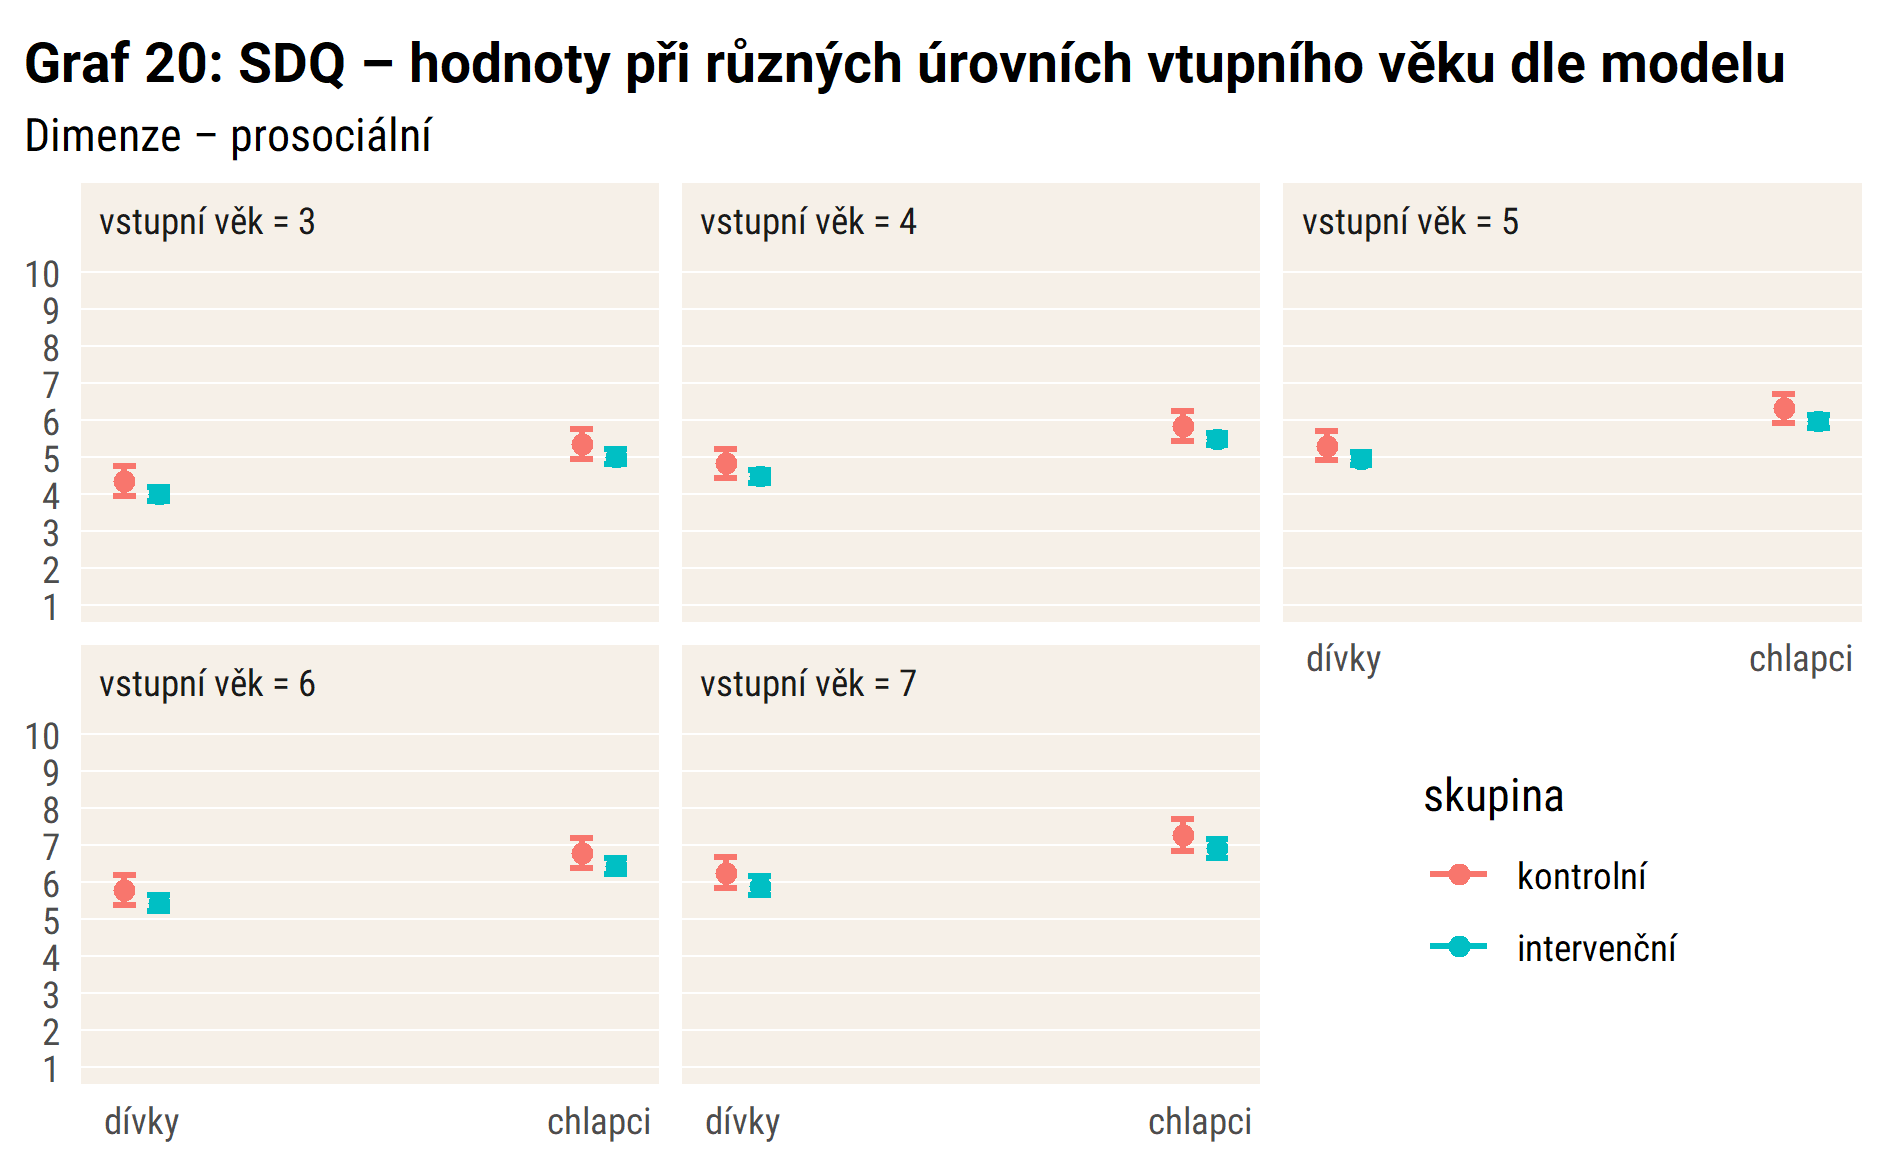 Graf 20: SDQ – hodnoty při různých úrovních vtupního věku dle modelu
Dimenze – prosociální
vstupní věk = 3
vstupní věk = 4
vstupní věk = 5
10
9
8
7
6
5
4
3
2
1
dívky
chlapci
vstupní věk = 6
vstupní věk = 7
10
9
8
7
6
5
4
3
2
1
dívky
chlapci
dívky
chlapci
skupina
kontrolní
intervenční